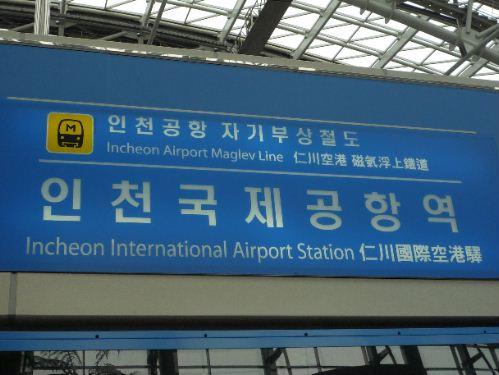 M
인천공항 자기부상철도
Incheon Airport Maglev Line 仁川空港 磁氣浮上鐵道
인천국제공항역
Incheon International Airport Station 仁川國際空港驛